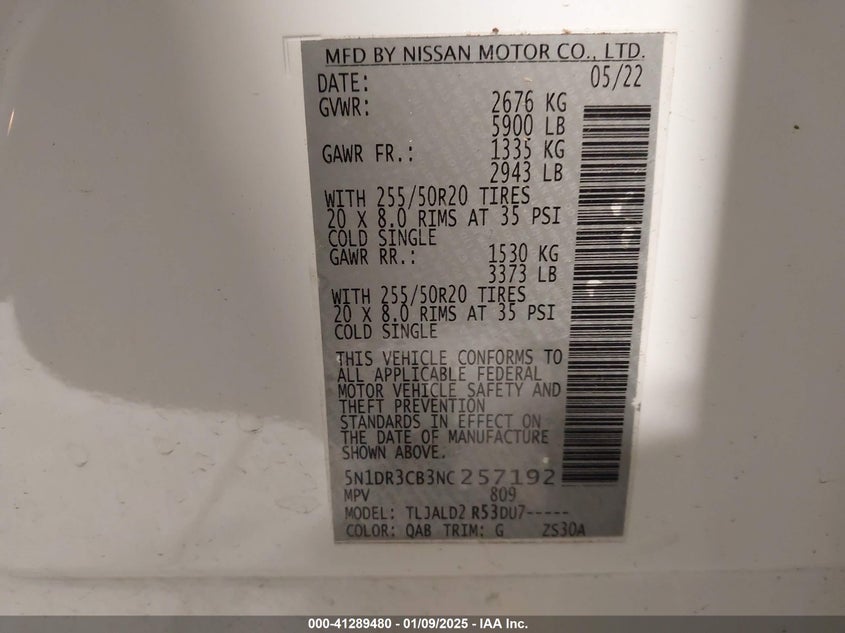 MFD BY NISSAN MOTOR CO., LTD.
DATE: 05/22
GVWR: 2676 KG
5900 LB
GAWR FR.: 1335 KG
2943 LB
WITH 255/50R20 TIRES
20 X 8.0 RIMS AT 35 PSI
COLD SINGLE
GAWR RR.: 1530 KG
3373 LB
WITH 255/50R20 TIRES
20 X 8.0 RIMS AT 35 PSI
COLD SINGLE
THIS VEHICLE CONFORMS TO
ALL APPLICABLE FEDERAL
MOTOR VEHICLE SAFETY AND
THEFT PREVENTION
STANDARDS IN EFFECT ON
THE DATE OF MANUFACTURE
SHOWN ABOVE.
5N1DR3CB3NC257192
MPV 809
MODEL: TLJALD2 R53DU7-----
COLOR: QAB TRIM: G ZS30A
000-41289480 - 01/09/2025 - IAA Inc.